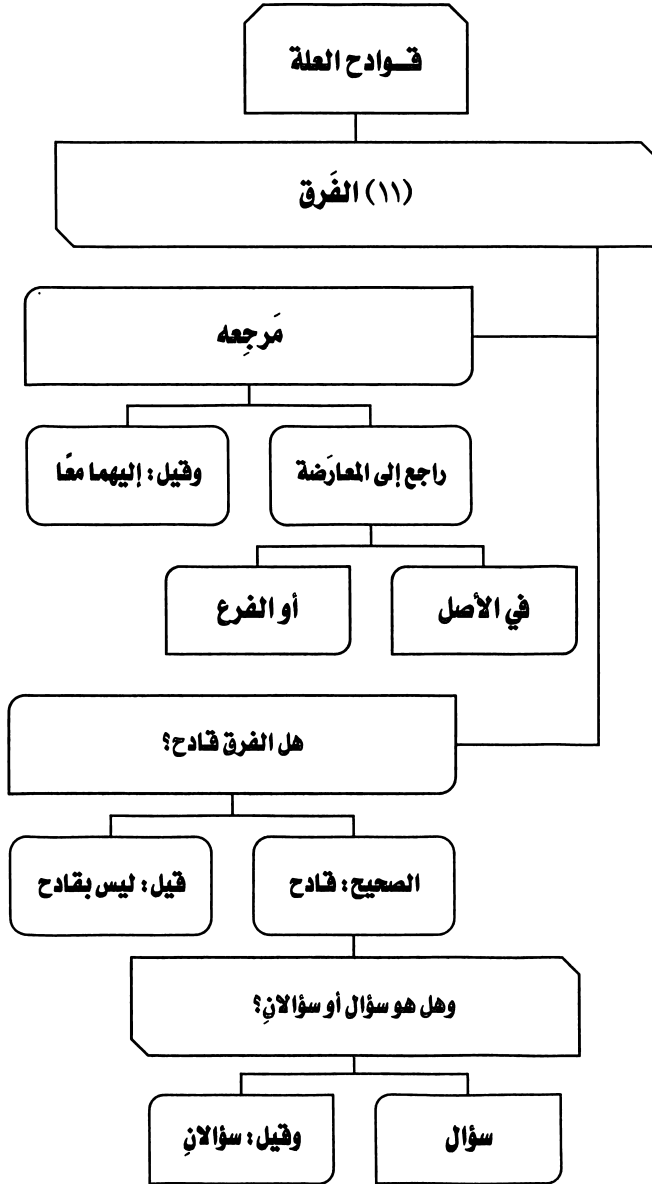 قـوادح العلة
(١١) الفَرق
مَرجِعه
راجع إلى المعارَضة
وقيل: إليهما معًا
في الأصل
أو الفرع
هل الفرق قادح؟
الصحيح: قادح
قيل: ليس بقادح
وهل هو سؤال أو سؤالانِ؟
سؤال
وقيل: سؤالانِ